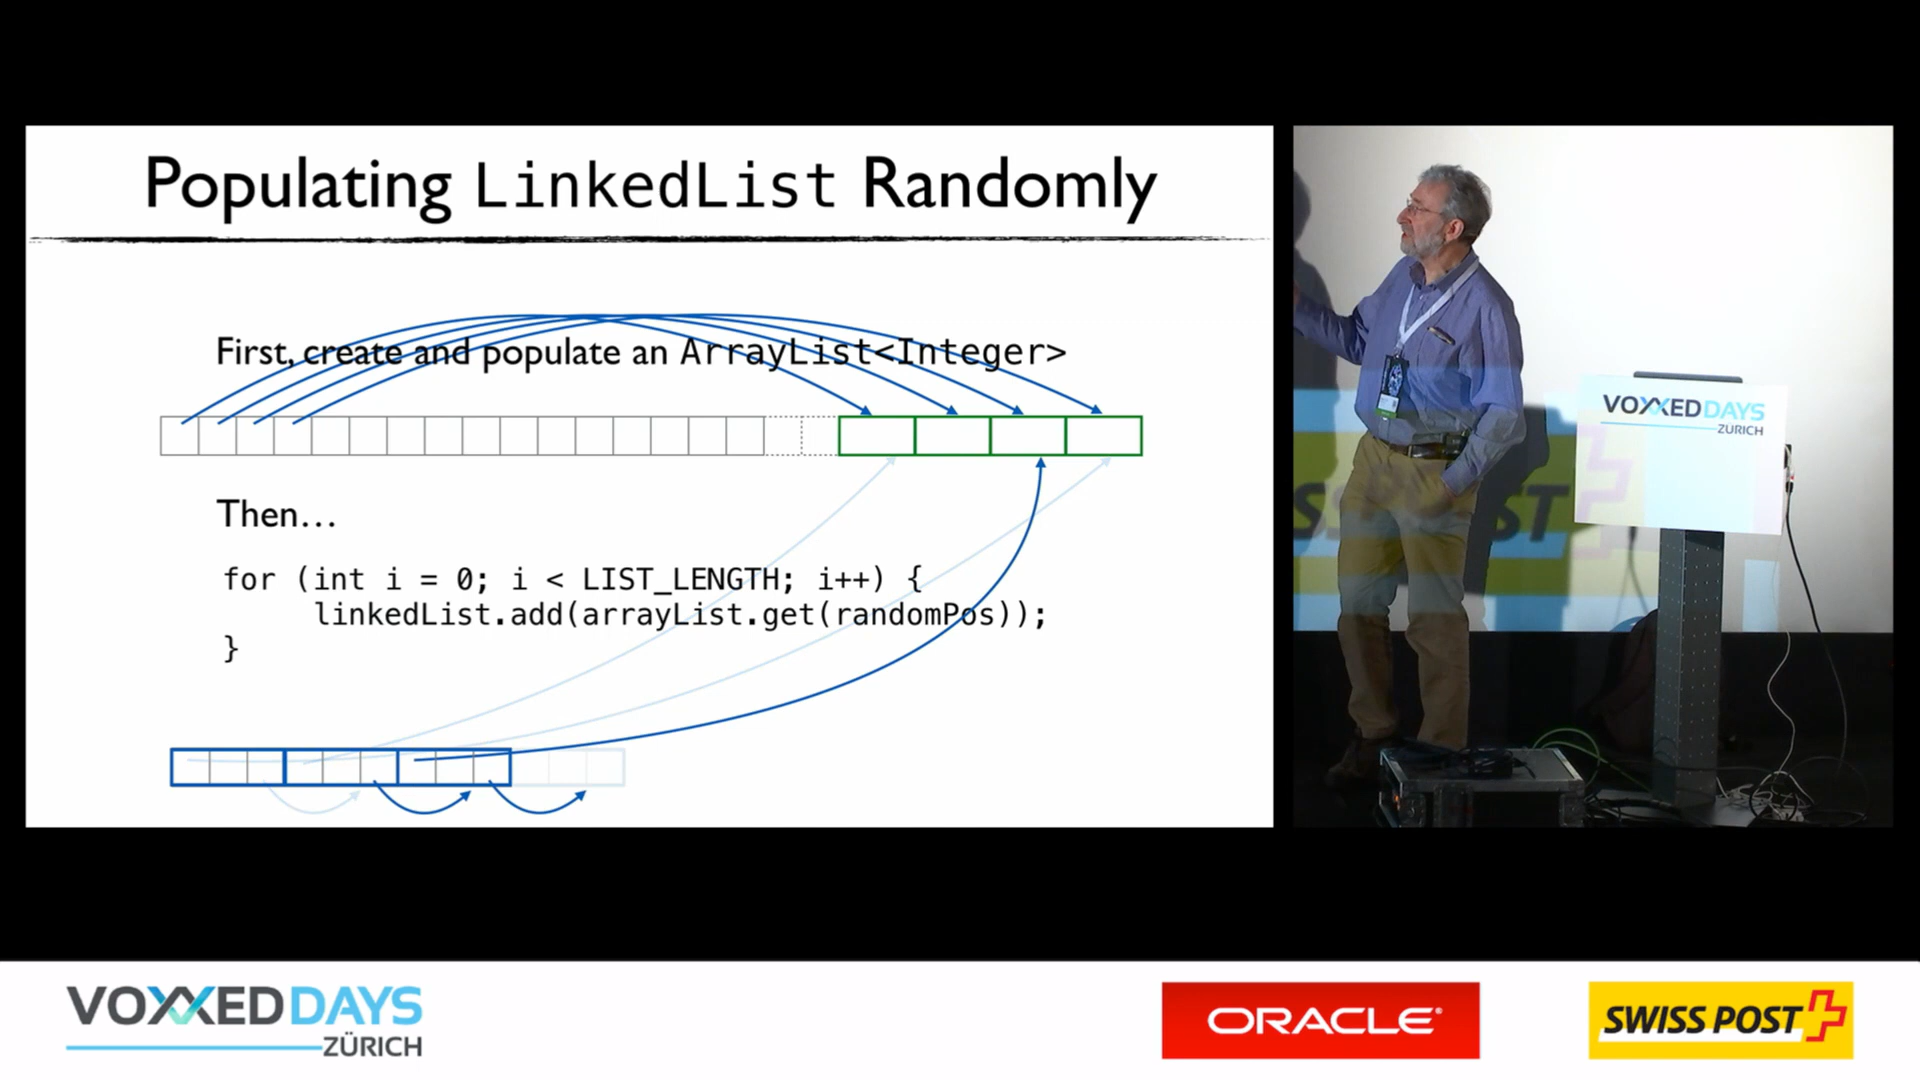 Populating LinkedList Randomly
First, create and populate an ArrayList<Integer>
Then…
for (int i = 0; i < LIST_LENGTH; i++) {
linkedList.add(arrayList.get(randomPos));
}
VOXXED DAYS
ZÜRICH
SS POST
VOXXED DAYS
ZÜRICH
ORACLE®
SWISS POST